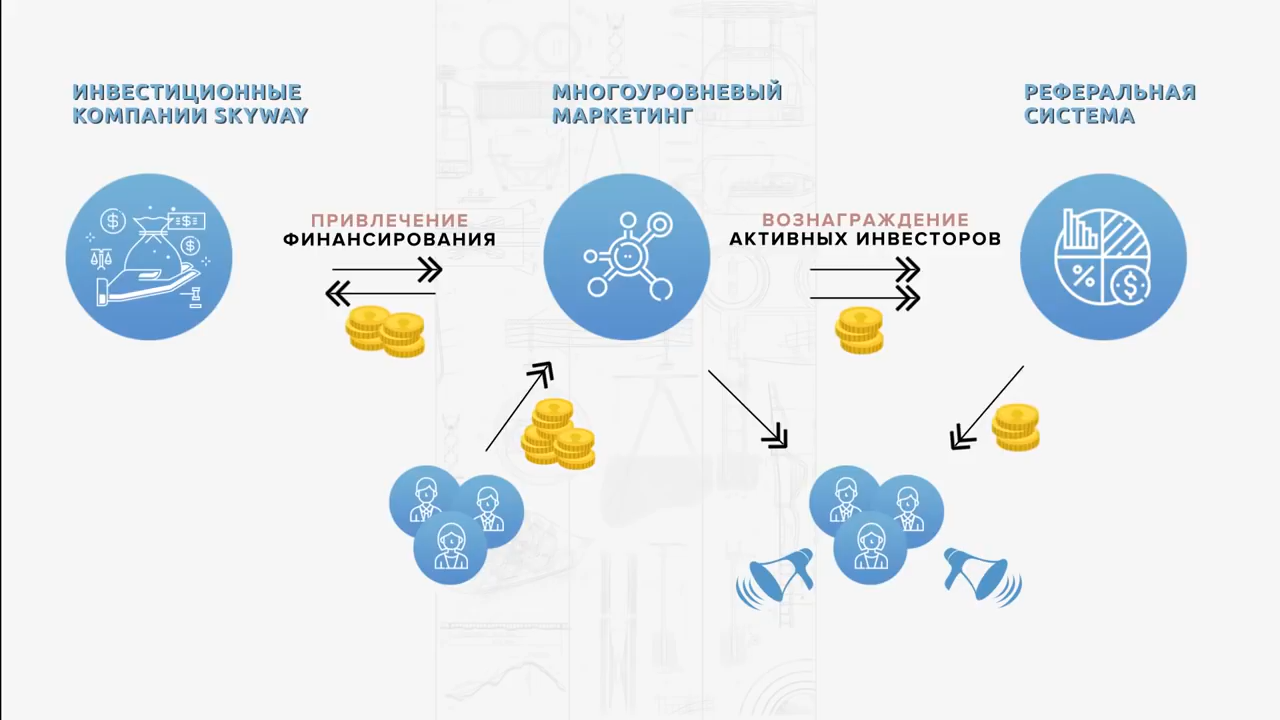 ИНВЕСТИЦИОННЫЕ
КОМПАНИИ SKYWAY
МНОГОУРОВНЕВЫЙ
МАРКЕТИНГ
РЕФЕРАЛЬНАЯ
СИСТЕМА
ПРИВЛЕЧЕНИЕ
ФИНАНСИРОВАНИЯ
ВОЗНАГРАЖДЕНИЕ
АКТИВНЫХ ИНВЕСТОРОВ